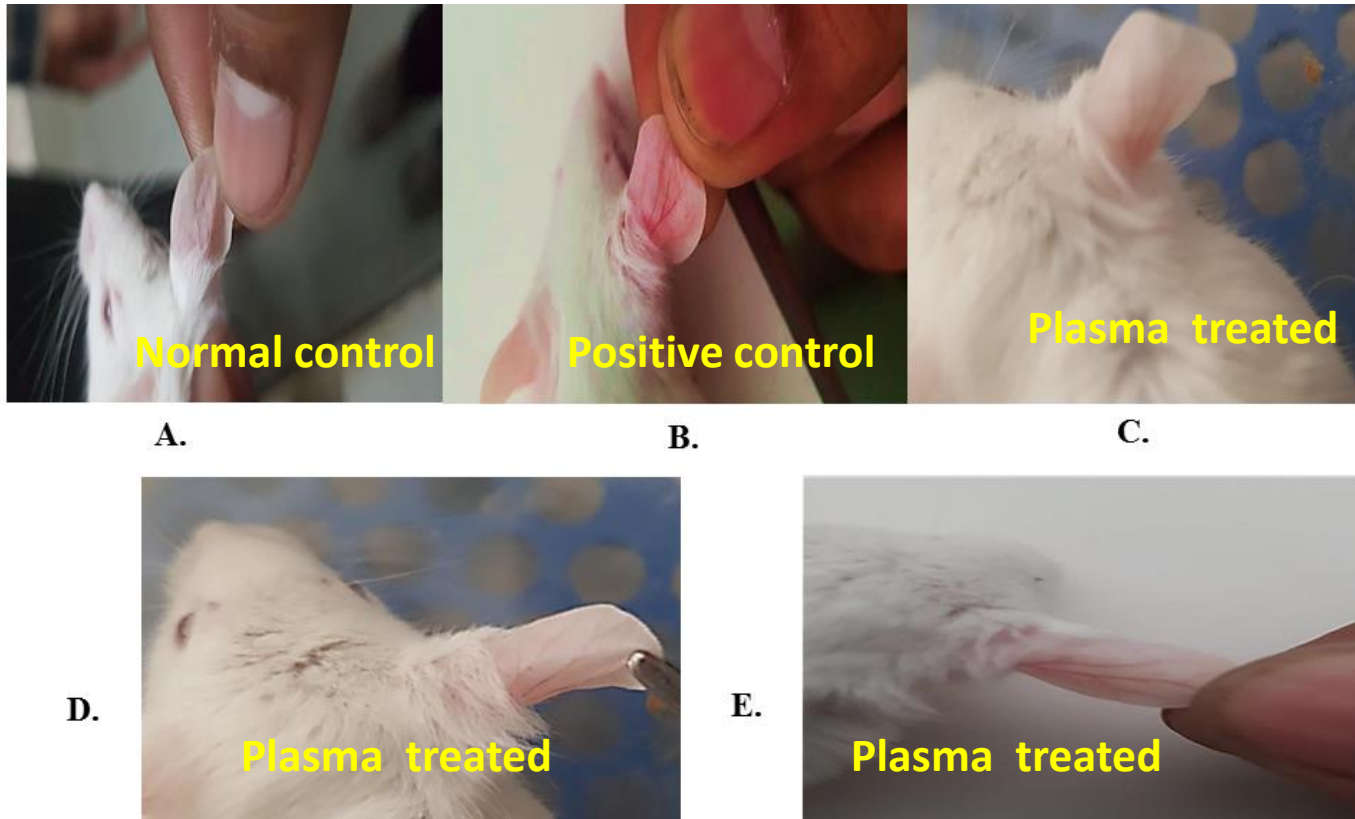 Normal control
Positive control
Plasma  treated
A.
B.
C.
D.
Plasma  treated
E.
Plasma  treated